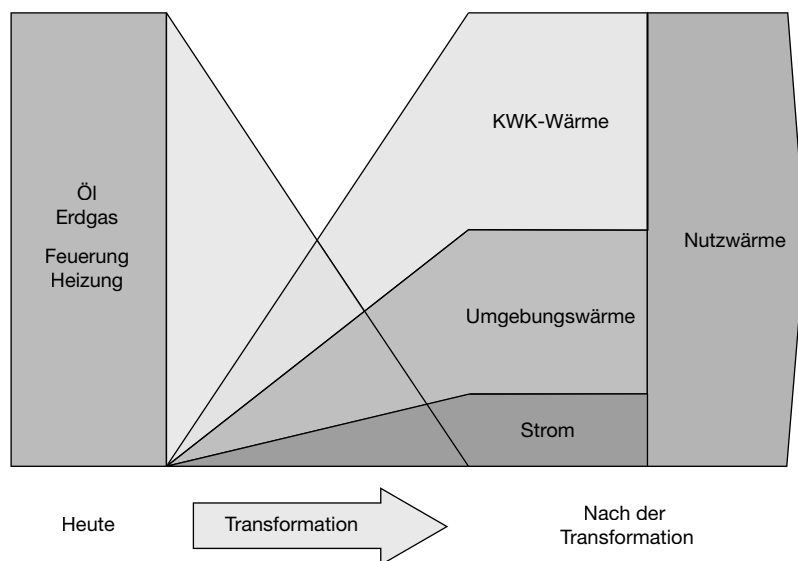 Öl
Erdgas
Feuerung
Heizung
KWK-Wärme
Umgebungswärme
Strom
Nutzwärme
Heute
Transformation
Nach der
Transformation